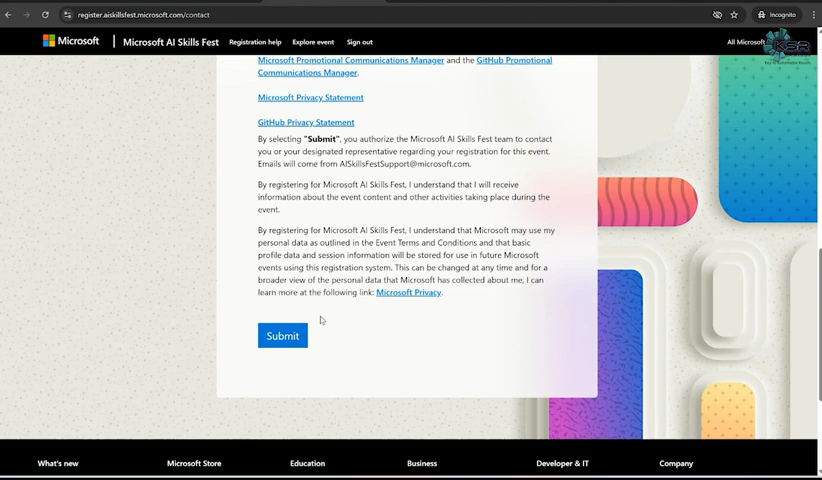 register.aiskillsfest.microsoft.com/contact
Incognito
Microsoft
Microsoft AI Skills Fest
Registration help
Explore event
Sign out
All Microsoft
KSR
Microsoft Promotional Communications Manager and the GitHub Promotional
Communications Manager.
Microsoft Privacy Statement
GitHub Privacy Statement
By selecting "Submit", you authorize the Microsoft AI Skills Fest team to contact
you or your designated representative regarding your registration for this event.
Emails will come from AISkillsFestSupport@microsoft.com.
By registering for Microsoft AI Skills Fest, I understand that I will receive
information about the event content and other activities taking place during the
event.
By registering for Microsoft AI Skills Fest, I understand that Microsoft may use my
personal data as outlined in the Event Terms and Conditions and that basic
profile data and session information will be stored for use in future Microsoft
events using this registration system. This can be changed at any time and for a
broader view of the personal data that Microsoft has collected about me, I can
learn more at the following link: Microsoft Privacy.
Submit
What's new
Microsoft Store
Education
Business
Developer & IT
Company